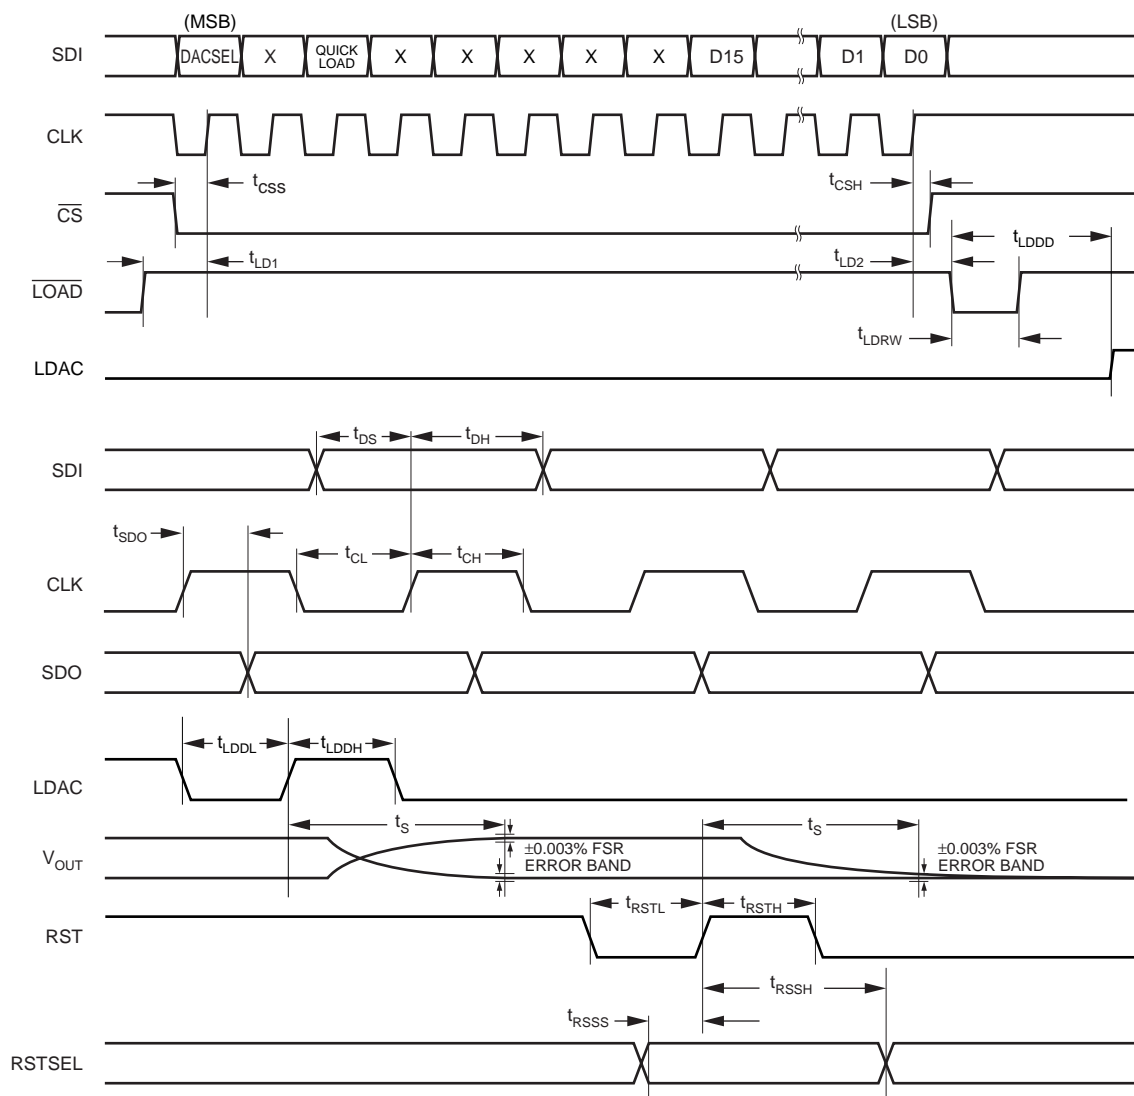 (MSB) (LSB)
SDI DACSEL X QUICK LOAD X X X X X D15 D1 D0
CLK
tCSS tCSH
CS
tLDDD
tLD1 tLD2
LOAD
tLDRW
LDAC
tDS tDH
SDI
tSDO
tCL tCH
CLK
SDO
tLDDL tLDDH
LDAC
tS tS
±0.003% FSR ±0.003% FSR
VOUT
ERROR BAND ERROR BAND
tRSTL tRSTH
RST
tRSSH
tRSSS
RSTSEL